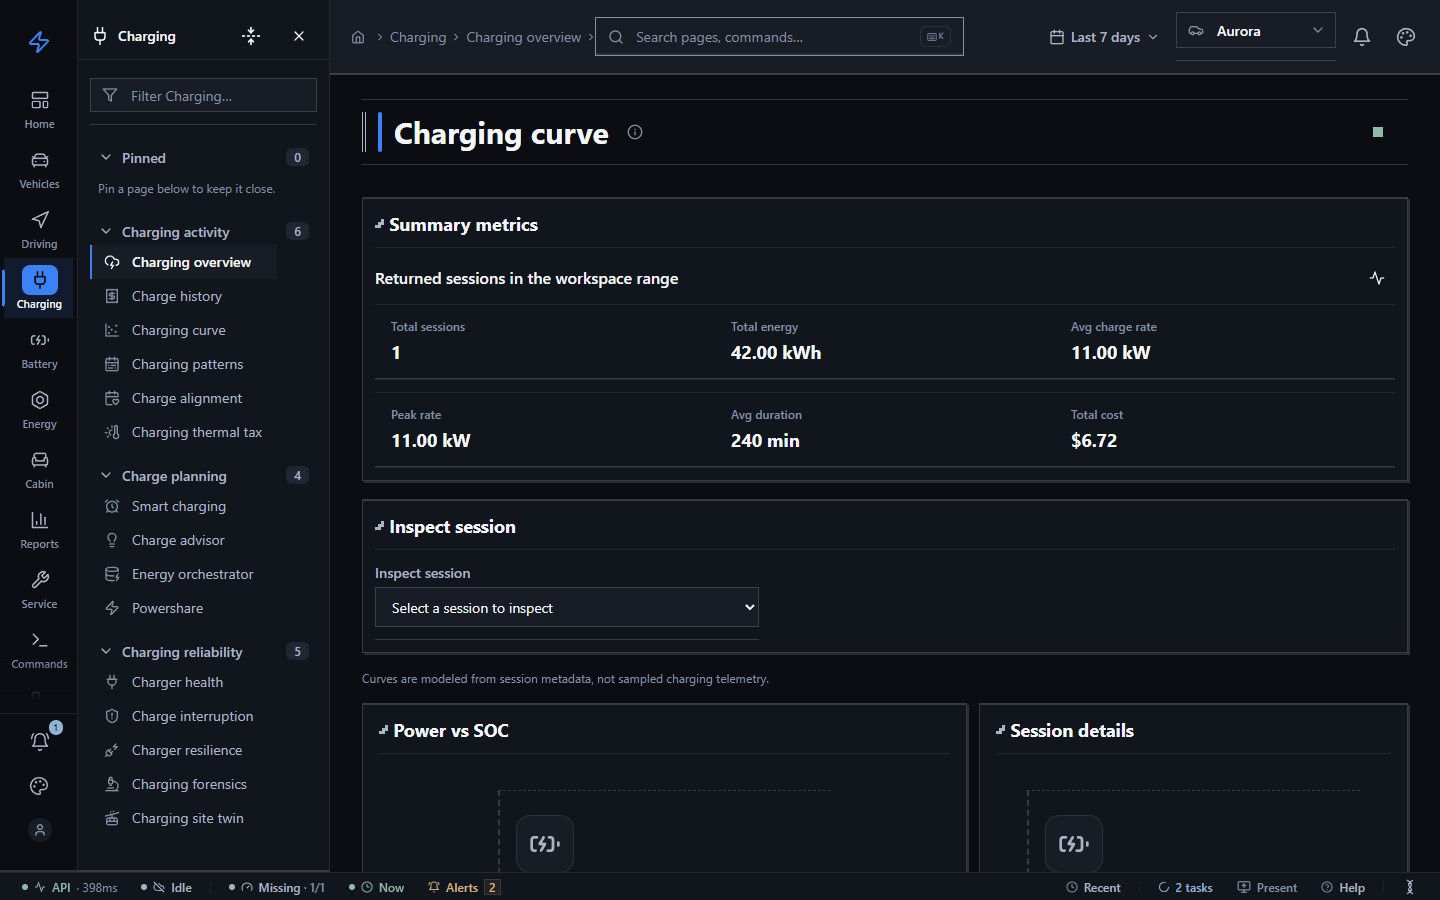 Home
Vehicles
Driving
Charging
Battery
Energy
Cabin
Reports
Service
Commands
1
Charging
Filter Charging...
Pinned 0
Pin a page below to keep it close.
Charging activity 6
Charging overview
Charge history
Charging curve
Charging patterns
Charge alignment
Charging thermal tax
Charge planning 4
Smart charging
Charge advisor
Energy orchestrator
Powershare
Charging reliability 5
Charger health
Charge interruption
Charger resilience
Charging forensics
Charging site twin
Charging Charging overview
Search pages, commands... K
Last 7 days
Aurora
Charging curve
Summary metrics
Returned sessions in the workspace range
Total sessions Total energy Avg charge rate
1 42.00 kWh 11.00 kW
Peak rate Avg duration Total cost
11.00 kW 240 min $6.72
Inspect session
Inspect session
Select a session to inspect
Curves are modeled from session metadata, not sampled charging telemetry.
Power vs SOC
Session details
API · 398ms Idle Missing · 1/1 Now Alerts 2 Recent 2 tasks Present Help